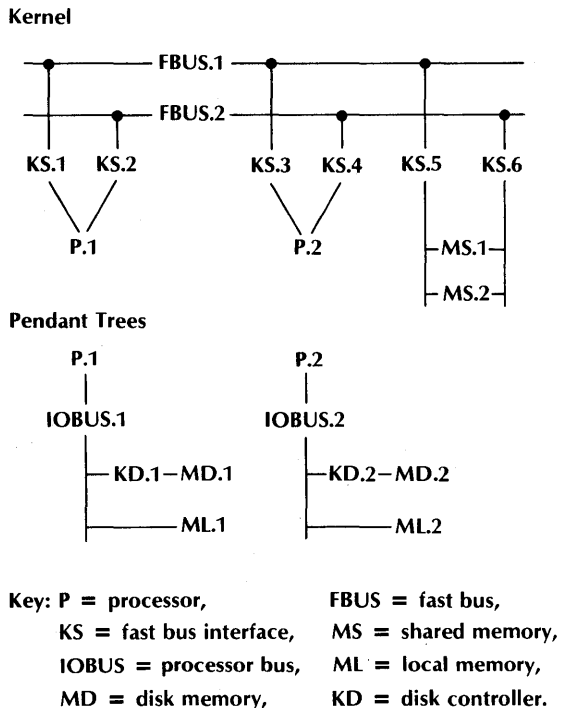 Kernel
FBUS.1
FBUS.2
KS.1 KS.2 KS.3 KS.4 KS.5 KS.6
P.1 P.2 MS.1
MS.2
Pendant Trees
P.1 P.2
IOBUS.1 IOBUS.2
KD.1–MD.1 KD.2–MD.2
ML.1 ML.2
Key: P = processor, FBUS = fast bus,
KS = fast bus interface, MS = shared memory,
IOBUS = processor bus, ML = local memory,
MD = disk memory, KD = disk controller.